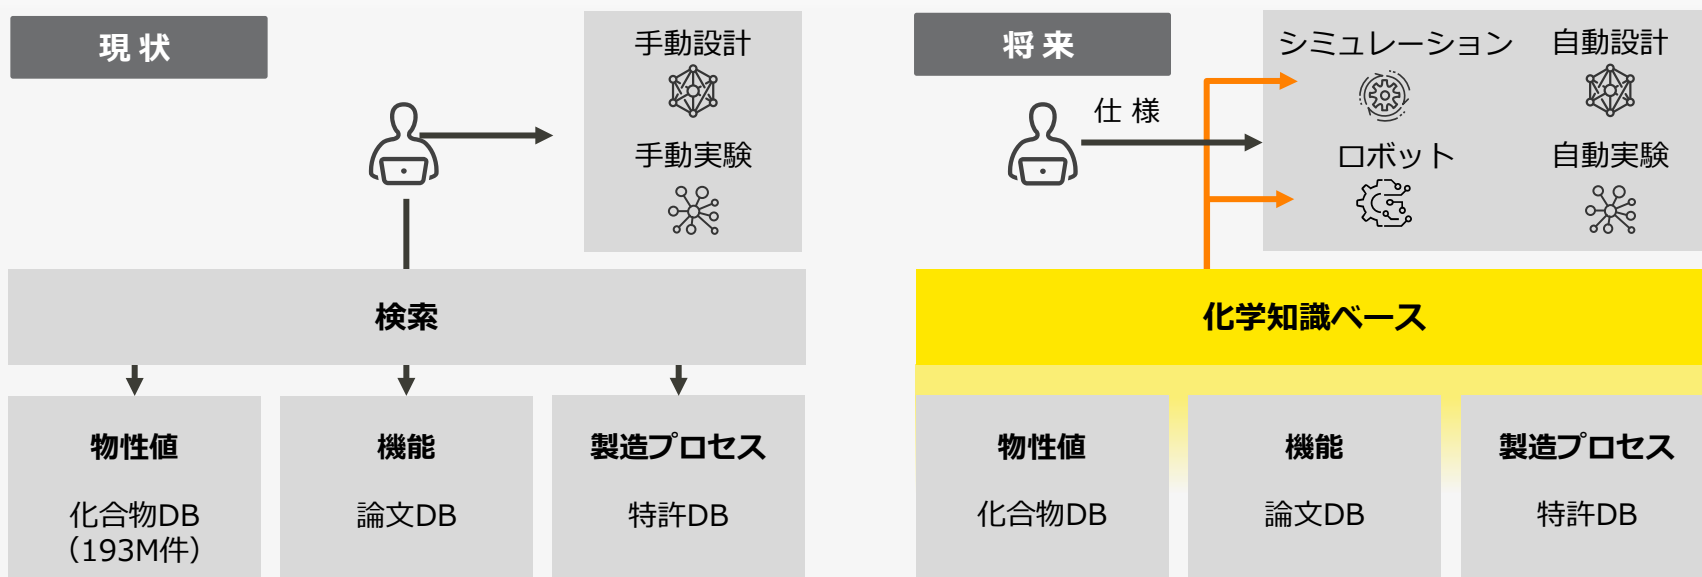 現 状
手動設計
手動実験
検索
物性値
化合物DB
（193M件）
機能
論文DB
製造プロセス
特許DB
将 来
仕 様
シミュレーション
自動設計
ロボット
自動実験
化学知識ベース
物性値
化合物DB
機能
論文DB
製造プロセス
特許DB